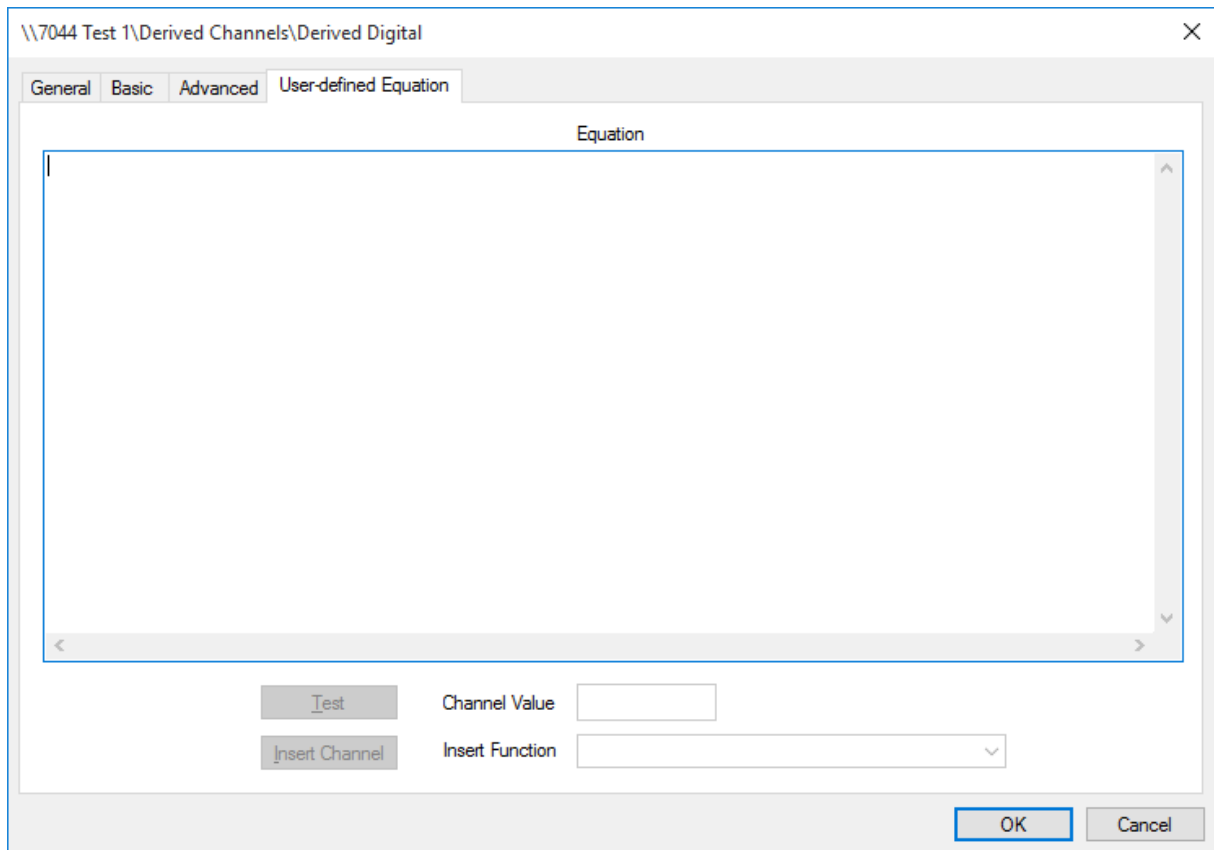 \\7044 Test 1\Derived Channels\Derived Digital
General Basic Advanced User-defined Equation
Equation
Test Channel Value
Insert Channel Insert Function
OK Cancel